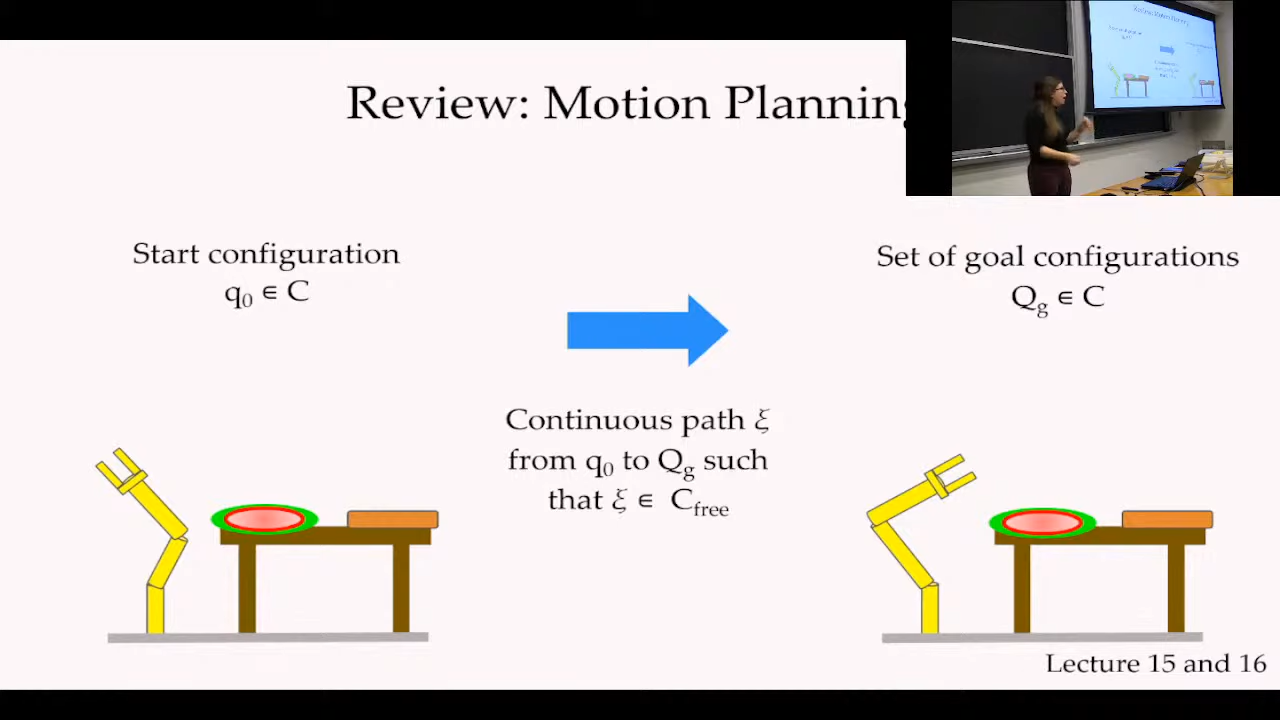 Review: Motion Planning
Start configuration
q₀ ∈ C
Set of goal configurations
Q_g ∈ C
Continuous path ξ
from q₀ to Q_g such
that ξ ∈ C_free
Lecture 15 and 16